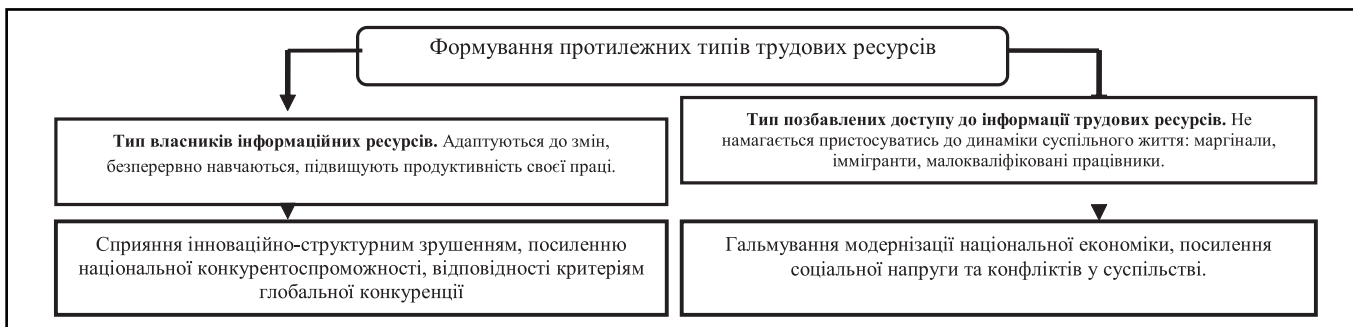 Формування протилежних типів трудових ресурсів
Тип власників інформаційних ресурсів. Адаптуються до змін,
безперервно навчаються, підвищують продуктивність своєї праці.
Тип позбавлених доступу до інформації трудових ресурсів. Не
намагається пристосуватись до динаміки суспільного життя: маргінали,
іммігранти, малокваліфіковані працівники.
Сприяння інноваційно-структурним зрушенням, посиленню
національної конкурентоспроможності, відповідності критеріям
глобальної конкуренції
Гальмування модернізації національної економіки, посилення
соціальної напруги та конфліктів у суспільстві.